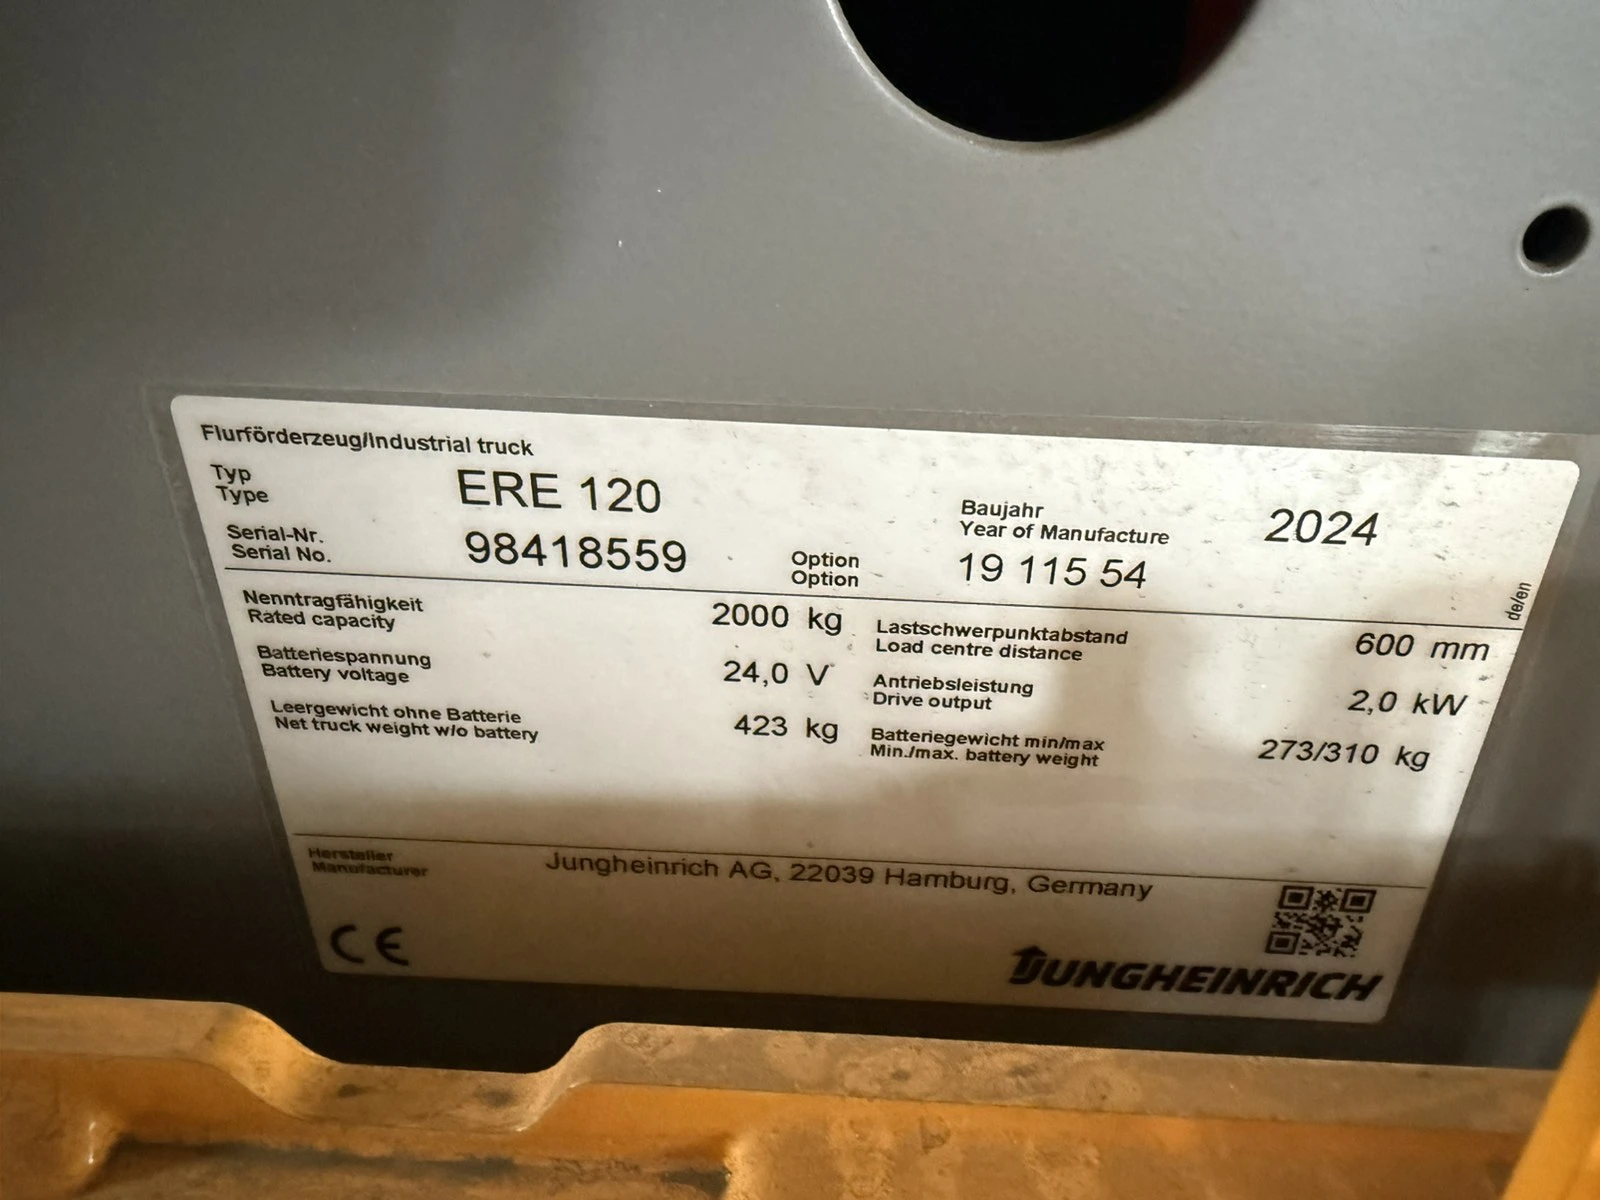 Flurförderzeug/Industrial truck
Typ
Type
ERE 120
Baujahr
Year of Manufacture
2024
Serial-Nr.
Serial No.
98418559
Option
Option
19 115 54
de/en
Nenntragfähigkeit
Rated capacity
2000 kg
Lastschwerpunktabstand
Load centre distance
600 mm
Batteriespannung
Battery voltage
24,0 V
Antriebsleistung
Drive output
2,0 kW
Leergewicht ohne Batterie
Net truck weight w/o battery
423 kg
Batteriegewicht min/max
Min./max. battery weight
273/310 kg
Hersteller
Manufacturer
Jungheinrich AG, 22039 Hamburg, Germany
CE
JUNGHEINRICH